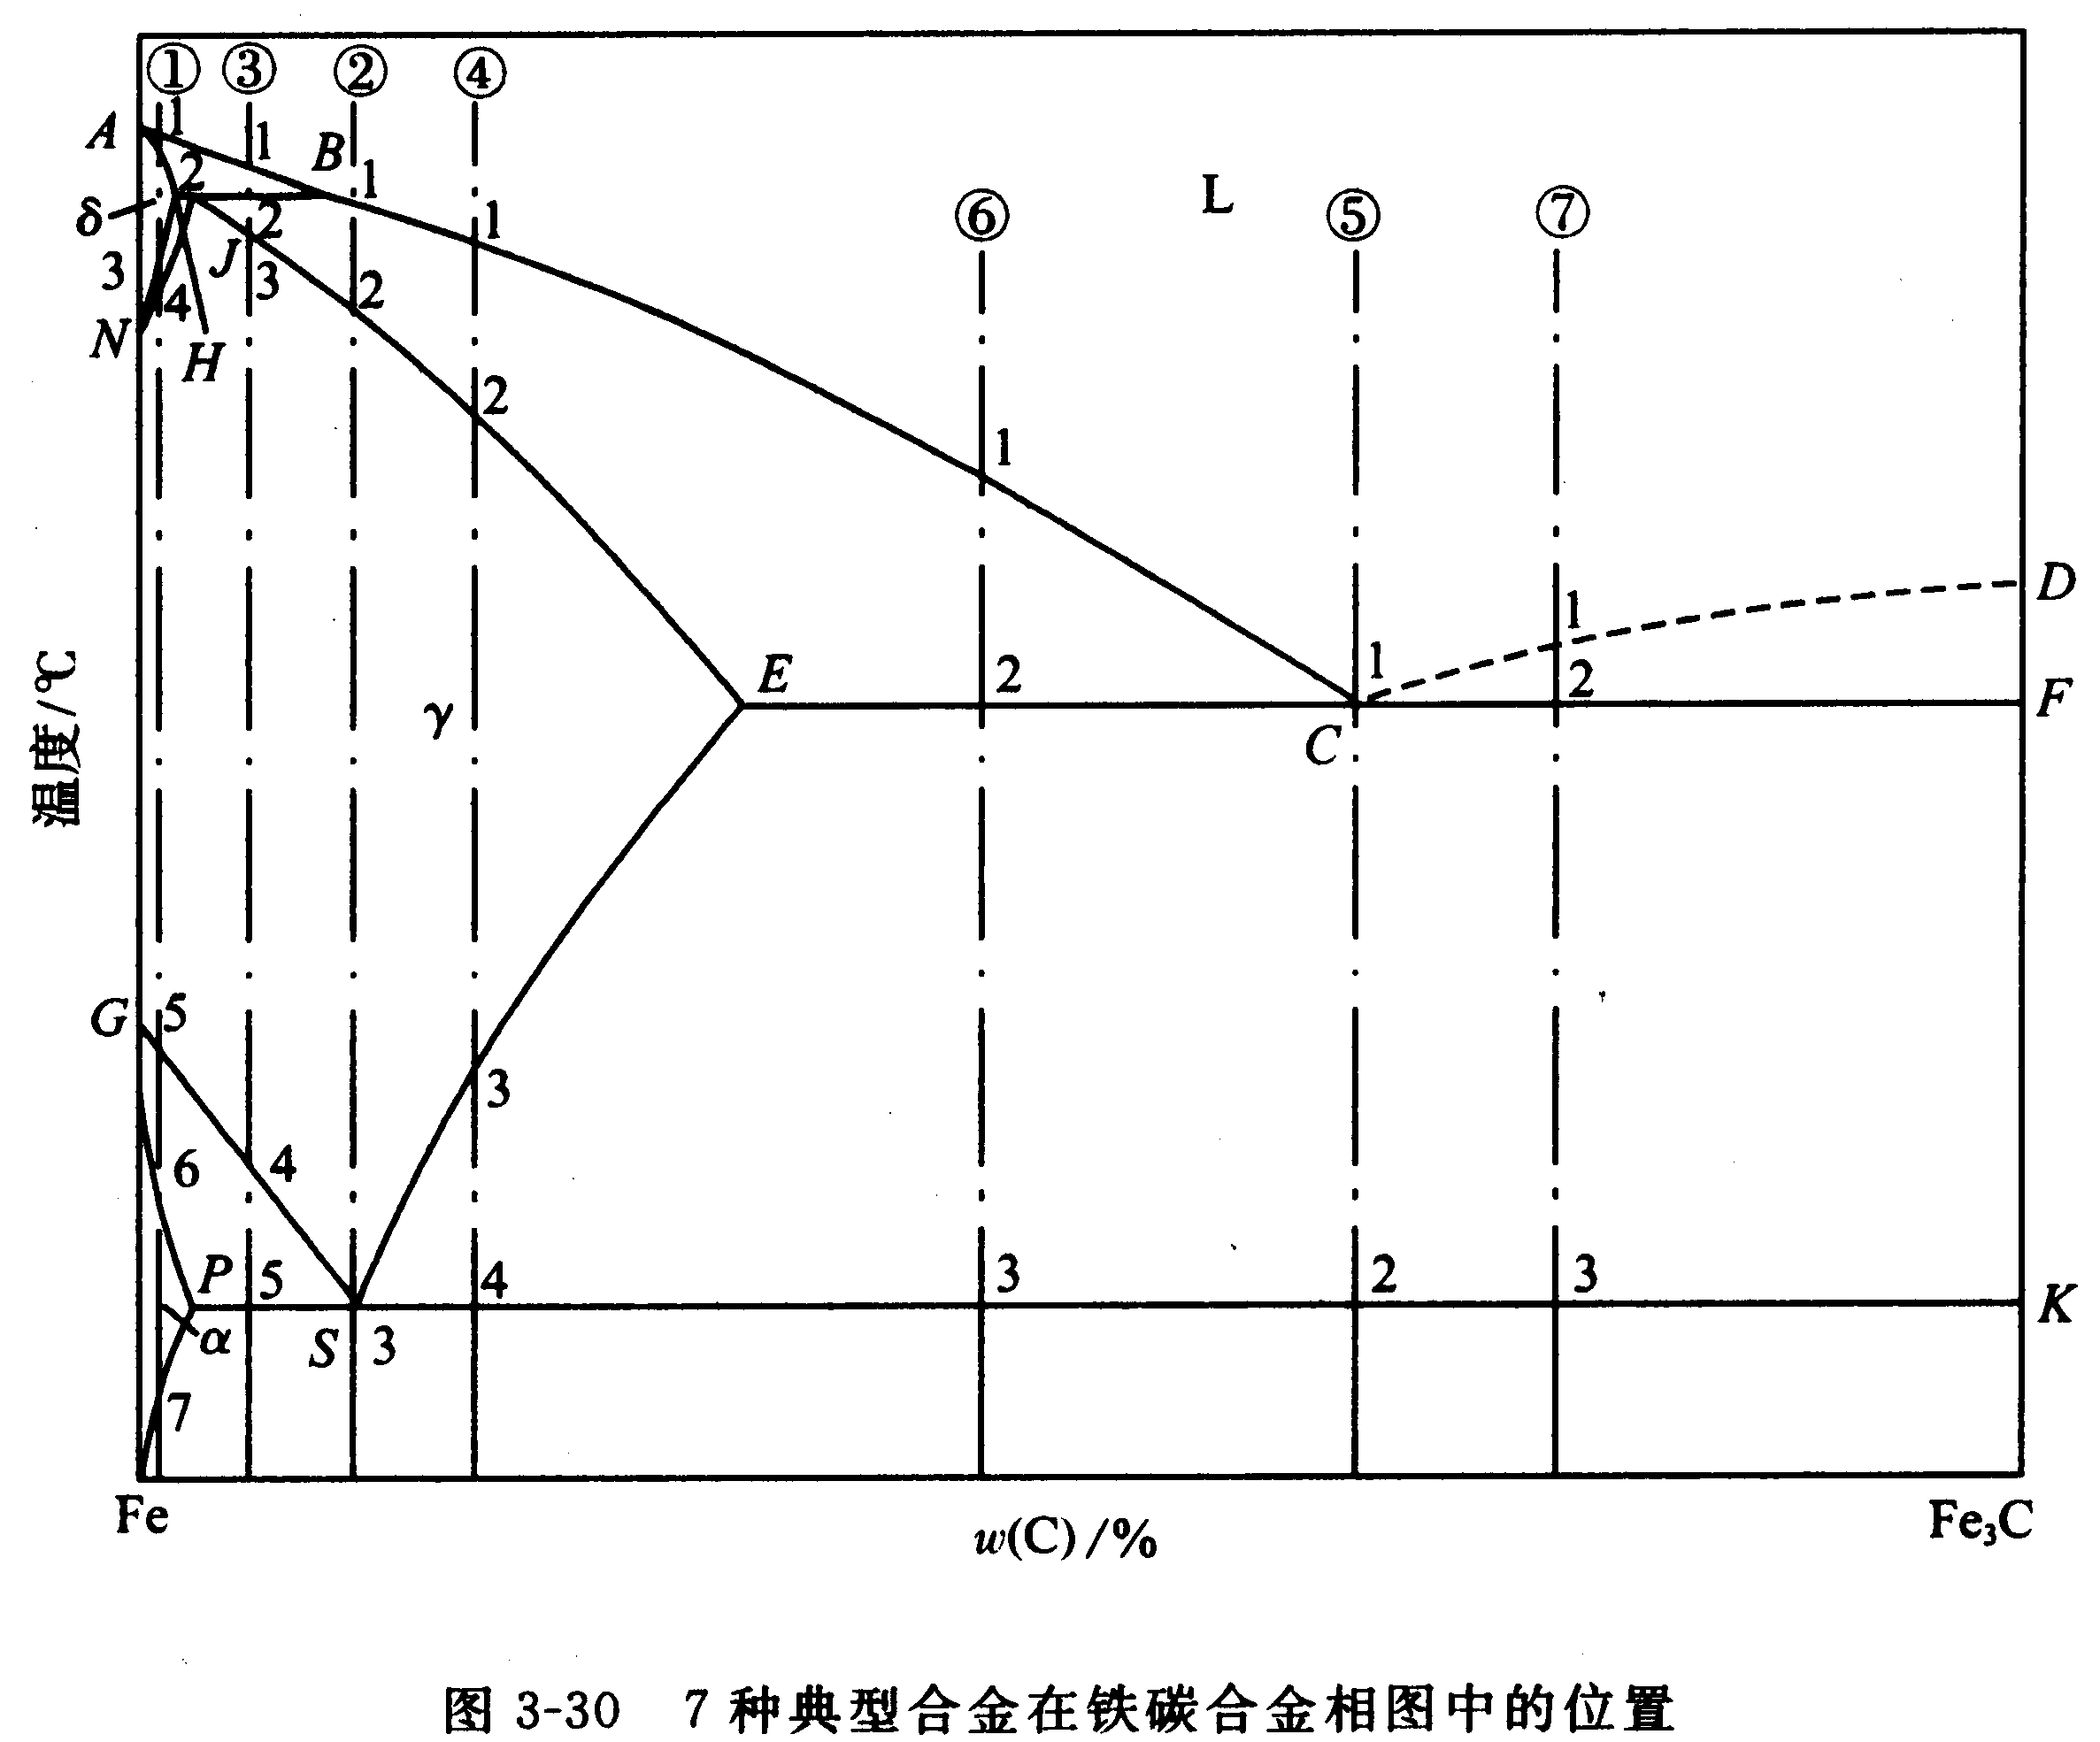 ① ③ ② ④
A 1 1 B 1
2 L
δ 2 1 ⑥ ⑤ ⑦
3 4 J 3 2
N H
2
1
D
1
E 2 1 2 F
γ C
温度/℃
G 5
3
6 4
P 5 4 3 2 3 K
α S 3
7
Fe Fe₃C
w(C)/%
图 3-30 7 种典型合金在铁碳合金相图中的位置